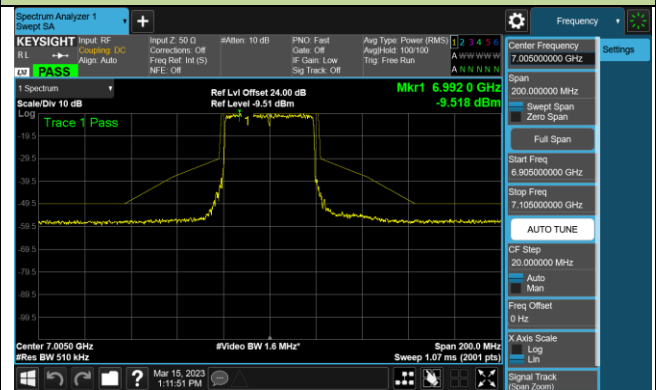 Spectrum Analyzer 1
Swept SA
Frequency
KEYSIGHT
RL
Input: RF
Coupling: DC
Align: Auto
Input Z: 50 Ω
Corrections: Off
Freq Ref: Int (S)
NFE: Off
#Atten: 10 dB
PNO: Fast
Gate: Off
IF Gain: Low
Sig Track: Off
Avg Type: Power (RMS)
Avg|Hold: 100/100
Trig: Free Run
1 2 3 4 5 6
A W W W W W
A N N N N N
LXI
PASS
1 Spectrum
Scale/Div 10 dB
Ref Lvl Offset 24.00 dB
Ref Level -9.51 dBm
Mkr1 6.992 0 GHz
-9.518 dBm
Log
Trace 1 Pass
1
-19.5
-29.5
-39.5
-49.5
-59.5
-69.5
-79.5
-89.5
-99.5
Center 7.0050 GHz
#Res BW 510 kHz
#Video BW 1.6 MHz*
Span 200.0 MHz
Sweep 1.07 ms (2001 pts)
Mar 15, 2023
1:11:51 PM
Center Frequency
7.005000000 GHz
Settings
Span
200.000000 MHz
Swept Span
Zero Span
Full Span
Start Freq
6.905000000 GHz
Stop Freq
7.105000000 GHz
AUTO TUNE
CF Step
20.000000 MHz
Auto
Man
Freq Offset
0 Hz
X Axis Scale
Log
Lin
Signal Track
(Span Zoom)